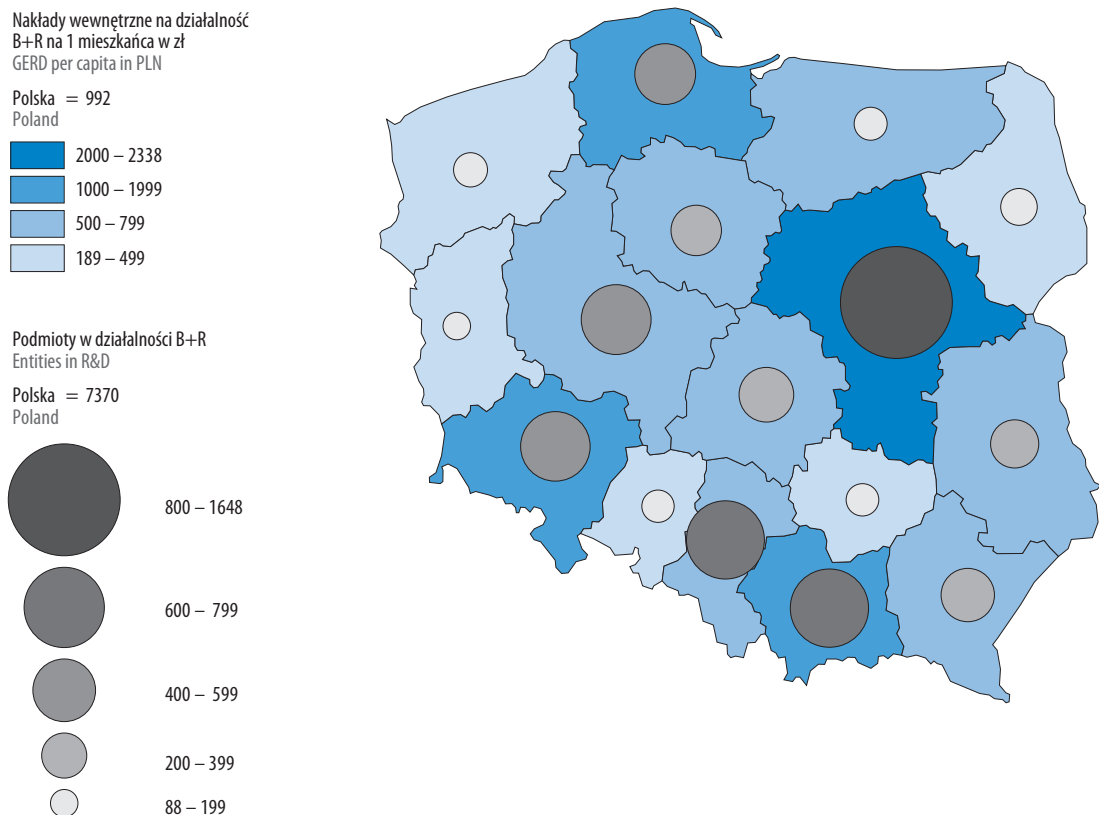 Nakłady wewnętrzne na działalność
B+R na 1 mieszkańca w zł
GERD per capita in PLN
Polska = 992
Poland
2000 – 2338
1000 – 1999
500 – 799
189 – 499
Podmioty w działalności B+R
Entities in R&D
Polska = 7370
Poland
800 – 1648
600 – 799
400 – 599
200 – 399
88 – 199